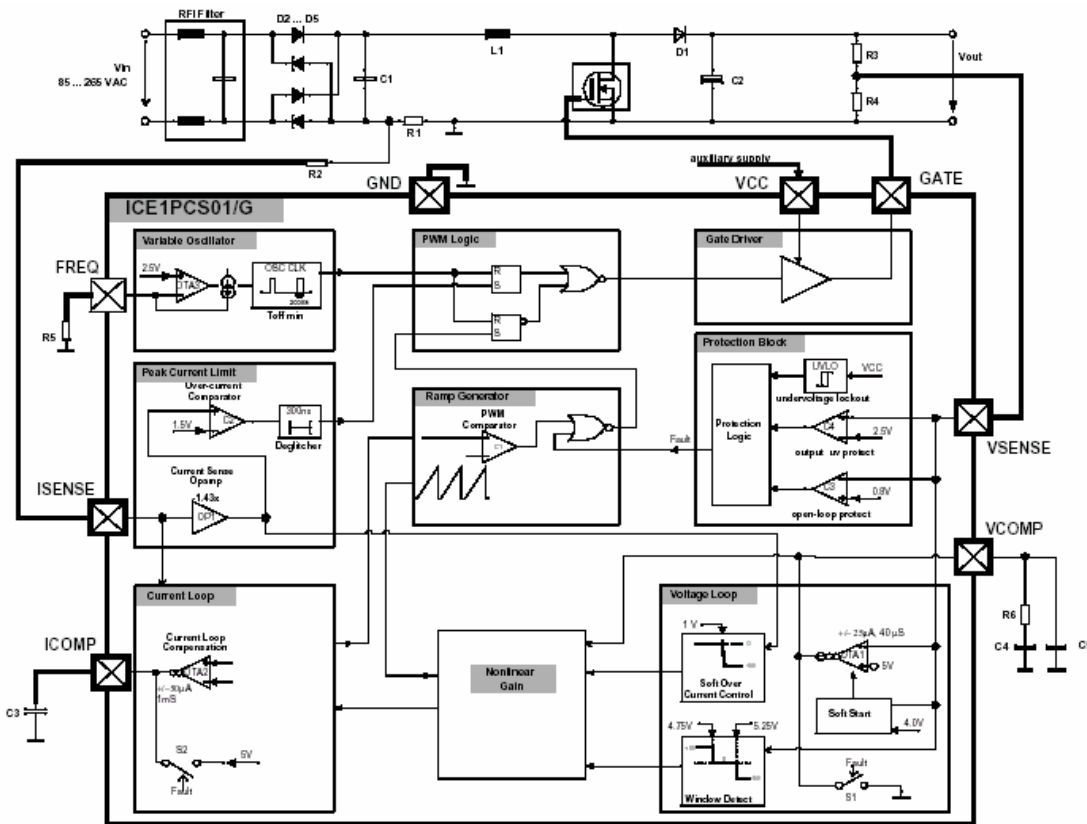 RFI Filter
D2 ... D5
Vin
85 ... 265 VAC
C1
L1
D1
C2
R3
R4
Vout
R1
R2
GND
auxiliary supply
VCC
GATE
ICE1PCS01/G
Variable Oscillator
PWM Logic
Gate Driver
FREQ
2.5V
OTA3
OSC CLK
Toff min
R
S
R
S
R5
Peak Current Limit
Over-current
Comparator
1.5V
C2
300ns
Deglitcher
Current Sense
Opamp
1.43x
OP1
ISENSE
Ramp Generator
PWM
Comparator
C1
Protection Block
UVLO
VCC
undervoltage lockout
Protection
Logic
Fault
C4
2.5V
output uv protect
C3
0.8V
open-loop protect
VSENSE
VCOMP
R6
C4
Current Loop
ICOMP
Current Loop
Compensation
OTA2
+/-50µA
1mS
C3
S2
5V
Fault
Nonlinear
Gain
Voltage Loop
1 V
Soft Over
Current Control
+/- 25µA, 40µS
OTA1
5V
Soft Start
4.0V
4.75V
5.25V
Window Detect
Fault
S1